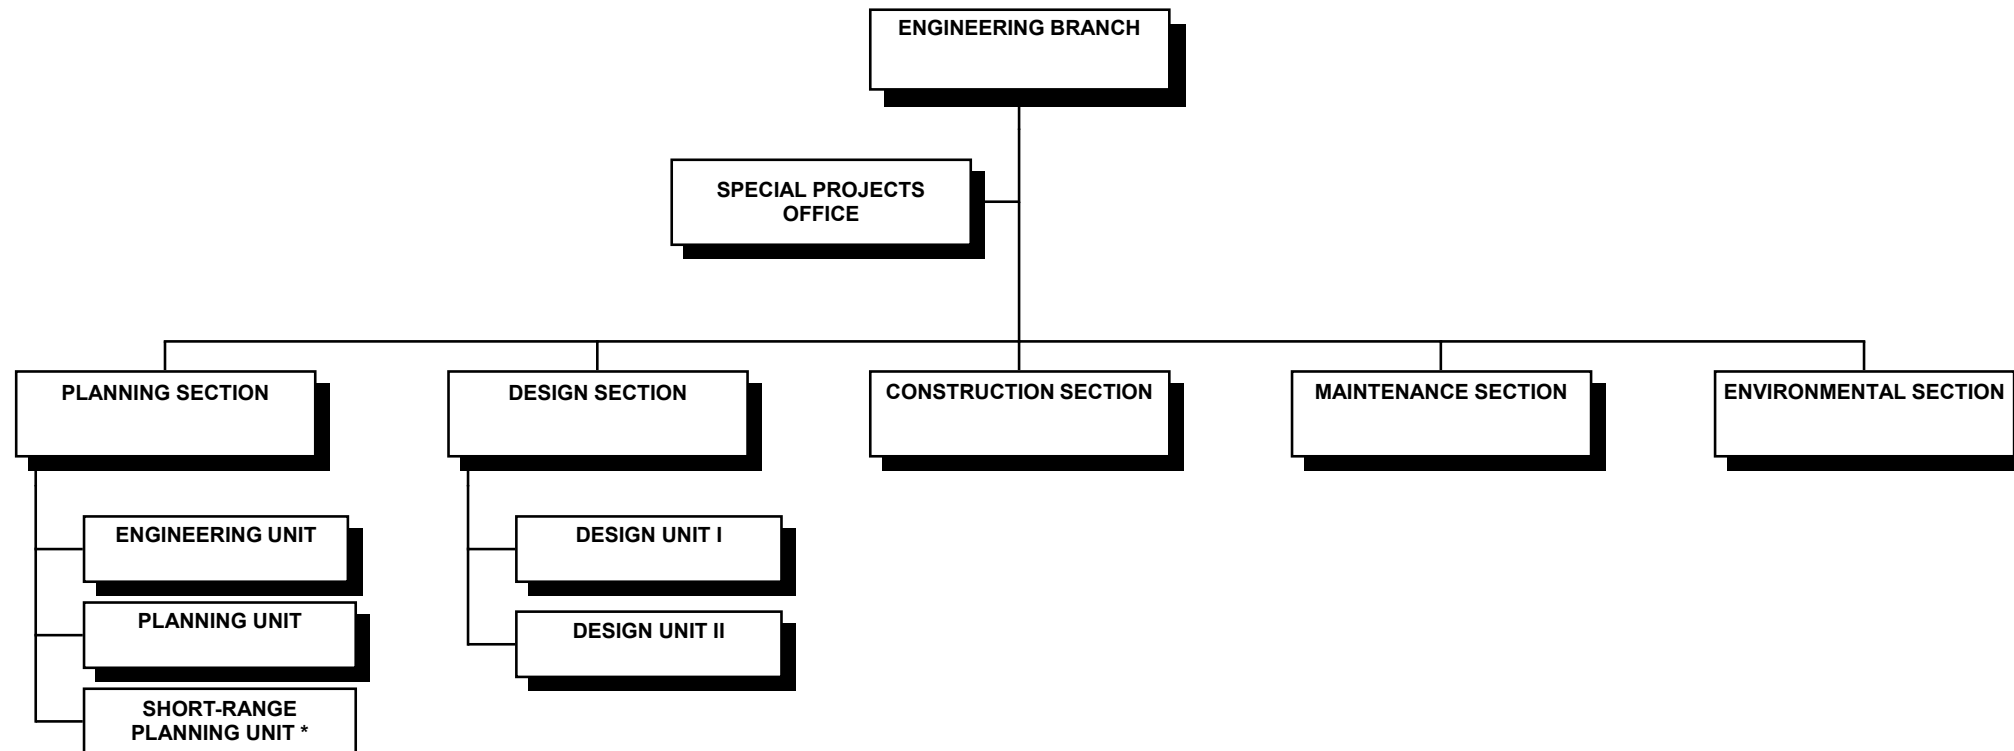 ENGINEERING BRANCH
SPECIAL PROJECTS
OFFICE
PLANNING SECTION
DESIGN SECTION
CONSTRUCTION SECTION
MAINTENANCE SECTION
ENVIRONMENTAL SECTION
ENGINEERING UNIT
PLANNING UNIT
SHORT-RANGE
PLANNING UNIT *
DESIGN UNIT I
DESIGN UNIT II